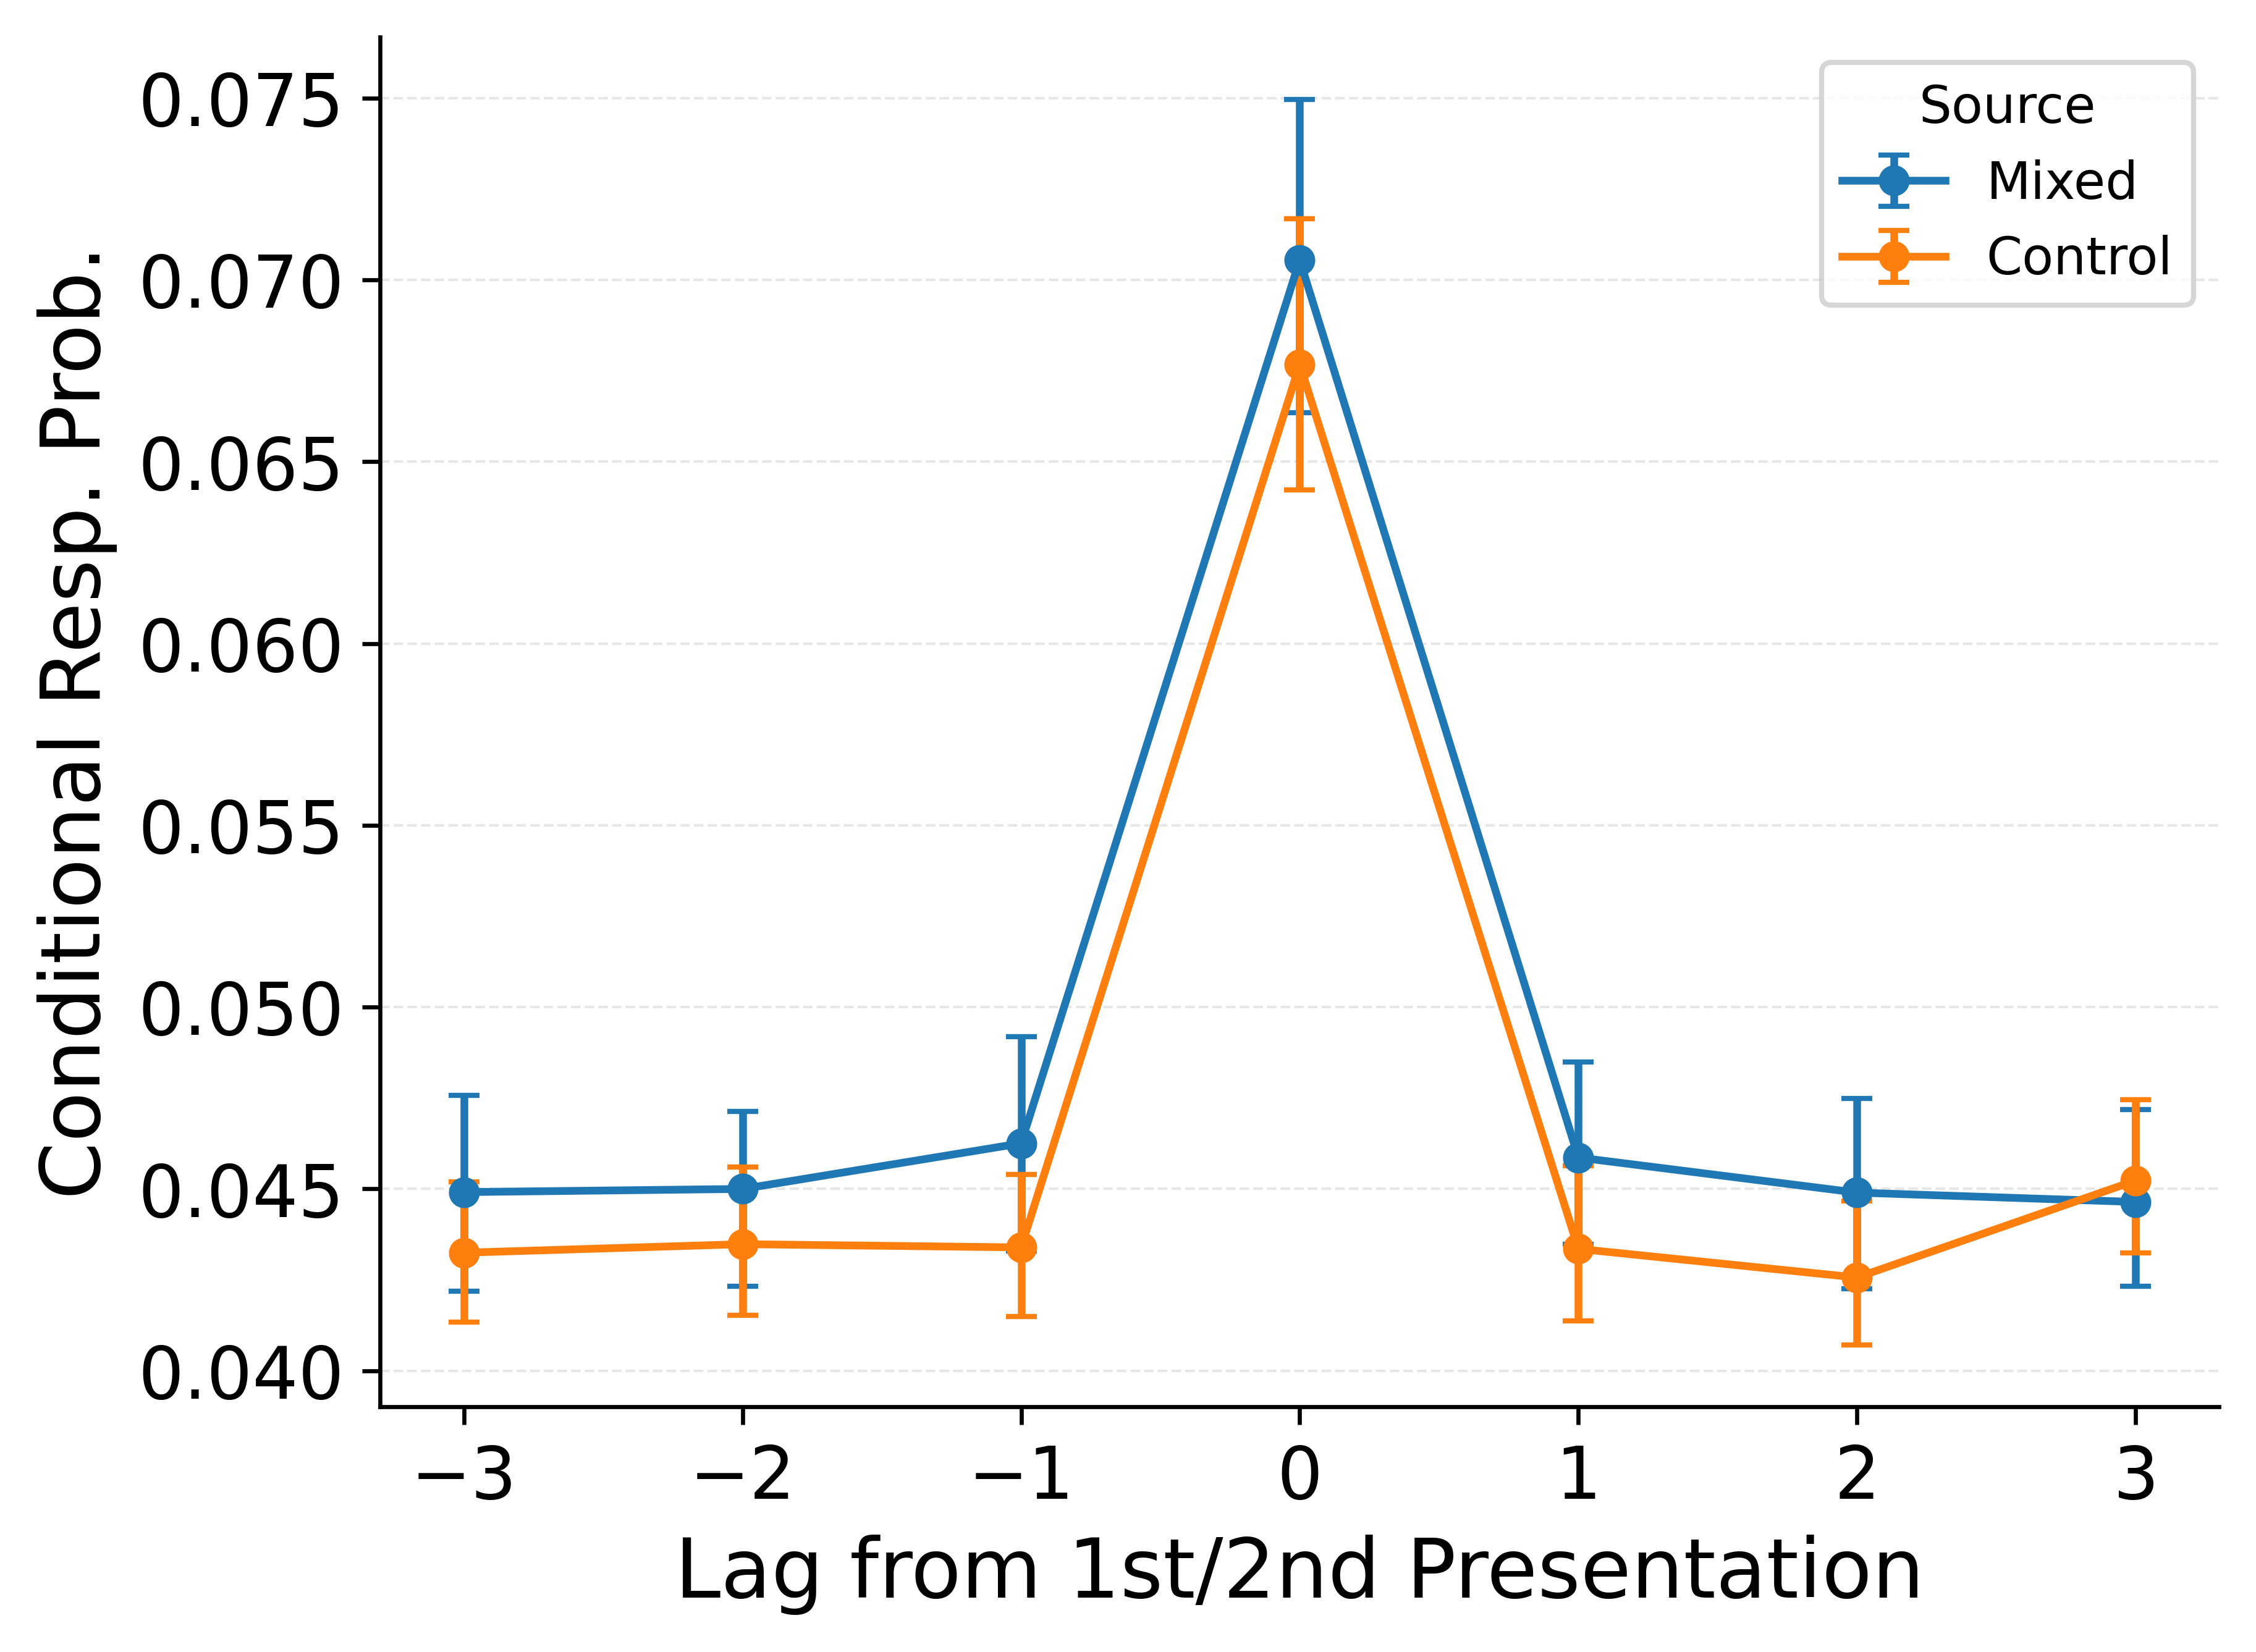 0.075
0.070
0.065
0.060
0.055
0.050
0.045
0.040
Conditional Resp. Prob.
Source
Mixed
Control
−3 −2 −1 0 1 2 3
Lag from 1st/2nd Presentation